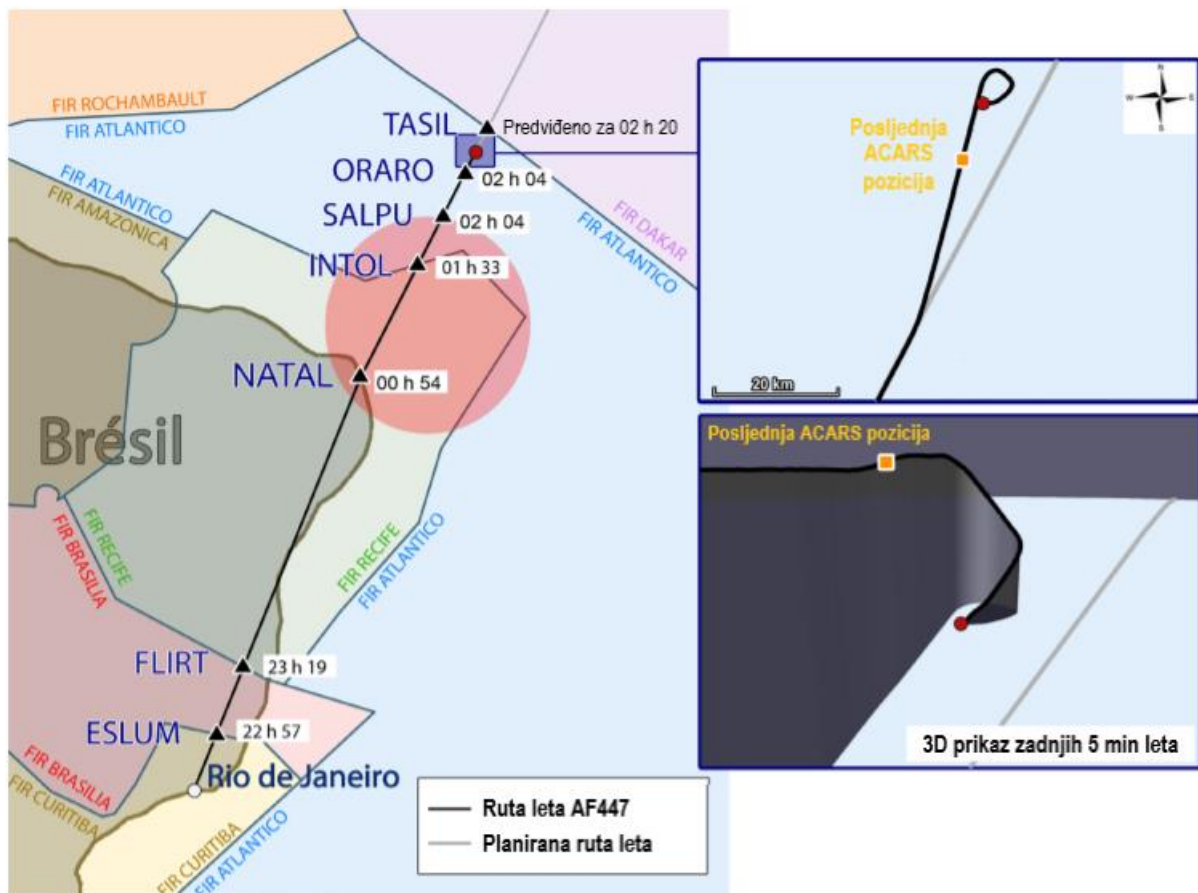 FIR ROCHAMBAULT
FIR ATLANTICO
TASIL
Predviđeno za 02 h 20
ORARO
02 h 04
FIR ATLANTICO
FIR AMAZONICA
SALPU
02 h 04
FIR DAKAR
FIR ATLANTICO
INTOL
01 h 33
NATAL
00 h 54
Brésil
FIR RECIFE
FIR BRASILIA
FIR RECIFE
FIR ATLANTICO
FLIRT
23 h 19
ESLUM
22 h 57
Rio de Janeiro
FIR BRASILIA
FIR CURITIBA
FIR CURITIBA
FIR ATLANTICO
Ruta leta AF447
Planirana ruta leta
Posljednja
ACARS
pozicija
N
W
E
S
20 km
Posljednja ACARS pozicija
3D prikaz zadnjih 5 min leta